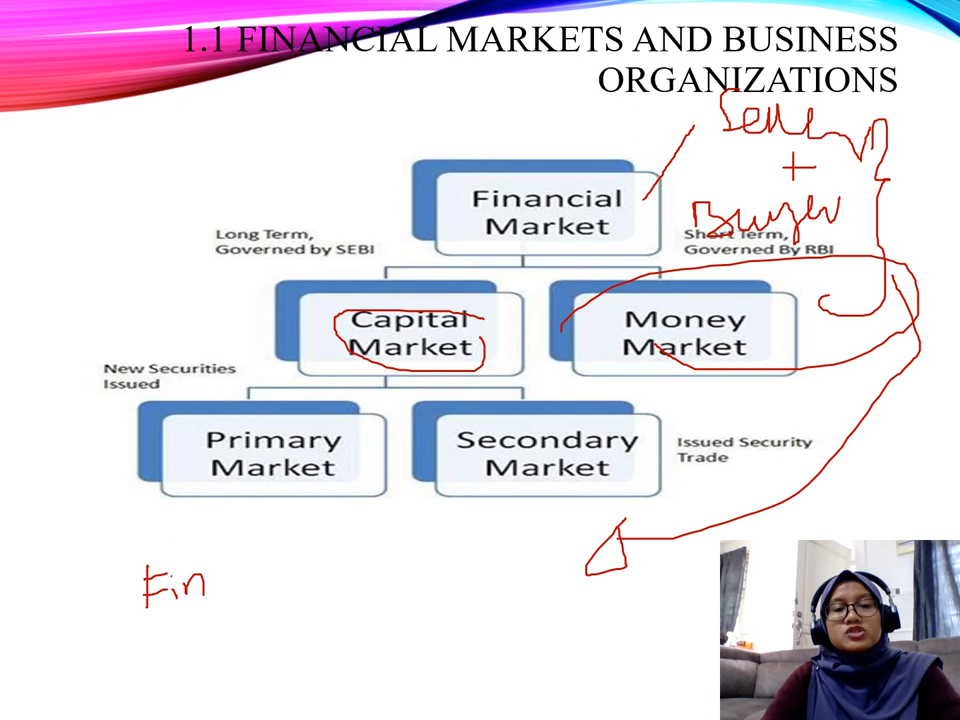 1.1 FINANCIAL MARKETS AND BUSINESS
ORGANIZATIONS
Seller
+
Buyer
Financial
Market
Long Term,
Governed by SEBI
Short Term,
Governed By RBI
Capital
Market
Money
Market
New Securities
Issued
Primary
Market
Secondary
Market
Issued Security
Trade
Fin